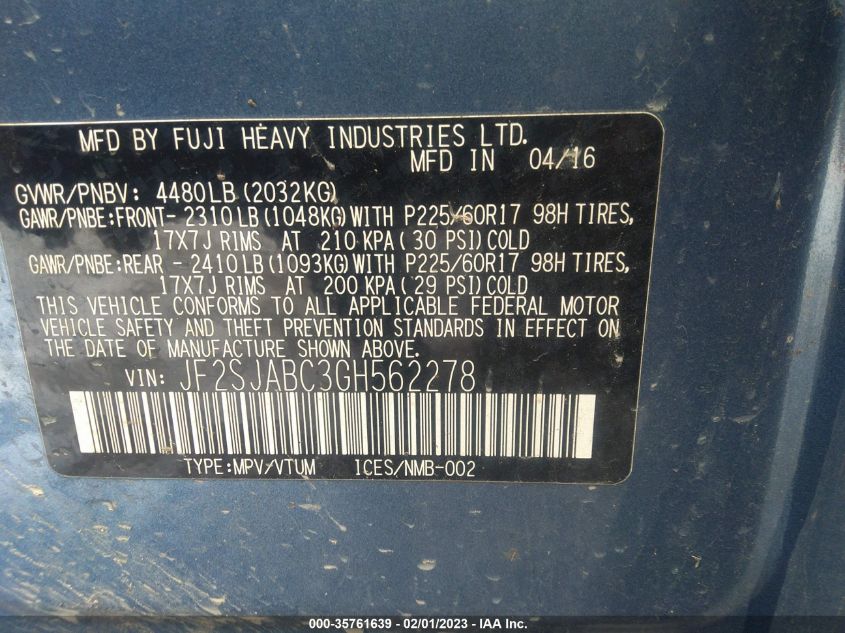 MFD BY FUJI HEAVY INDUSTRIES LTD.
MFD IN 04/16
GVWR/PNBV: 4480LB(2032KG)
GAWR/PNBE:FRONT- 2310LB(1048KG)WITH P225/60R17 98H TIRES,
17X7J RIMS AT 210 KPA(30 PSI)COLD
GAWR/PNBE:REAR - 2410LB(1093KG)WITH P225/60R17 98H TIRES,
17X7J RIMS AT 200 KPA(29 PSI)COLD
THIS VEHICLE CONFORMS TO ALL APPLICABLE FEDERAL MOTOR
VEHICLE SAFETY AND THEFT PREVENTION STANDARDS IN EFFECT ON
THE DATE OF MANUFACTURE SHOWN ABOVE.
VIN: JF2SJABC3GH562278
TYPE:MPV/VTUM ICES/NMB-002
000-35761639 - 02/01/2023 - IAA Inc.